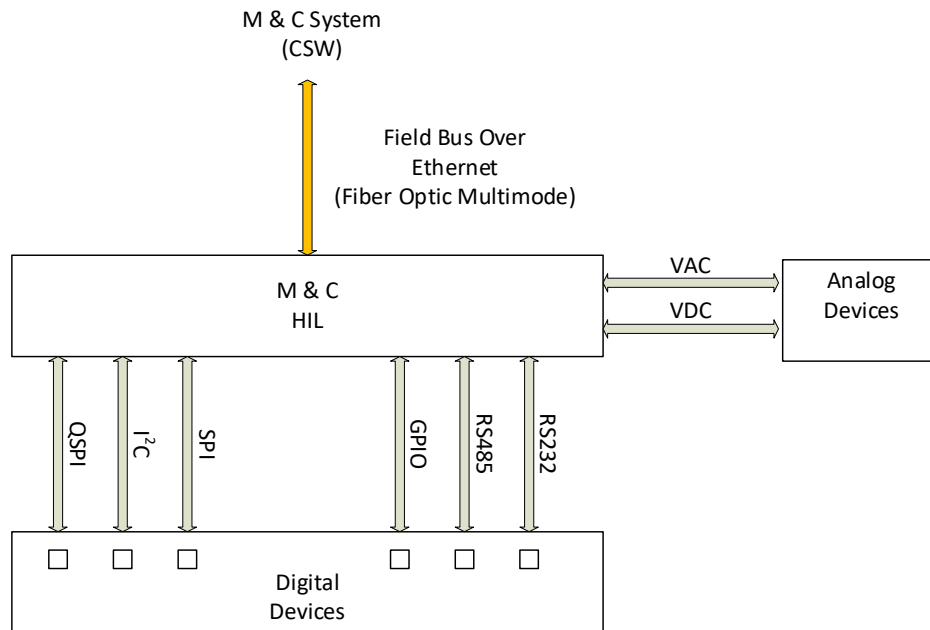 M & C System
(CSW)
Field Bus Over
Ethernet
(Fiber Optic Multimode)
M & C
HIL
VAC
VDC
Analog
Devices
QSPI
I²C
SPI
GPIO
RS485
RS232
Digital
Devices